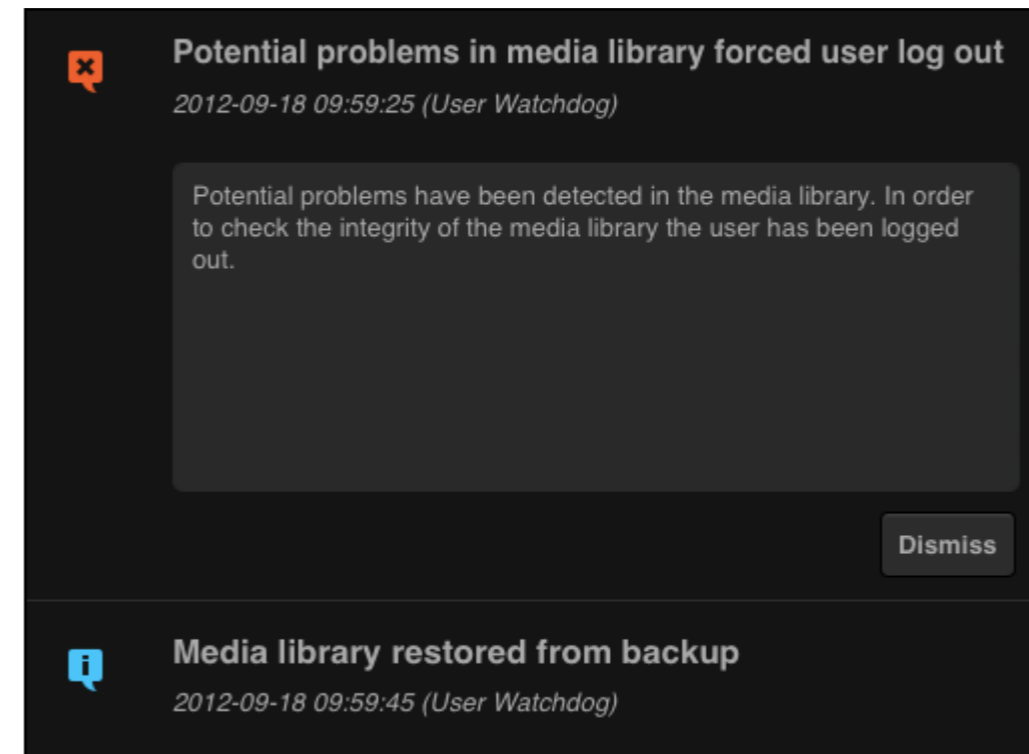 Potential problems in media library forced user log out
2012-09-18 09:59:25 (User Watchdog)
Potential problems have been detected in the media library. In order
to check the integrity of the media library the user has been logged
out.
Dismiss
Media library restored from backup
2012-09-18 09:59:45 (User Watchdog)